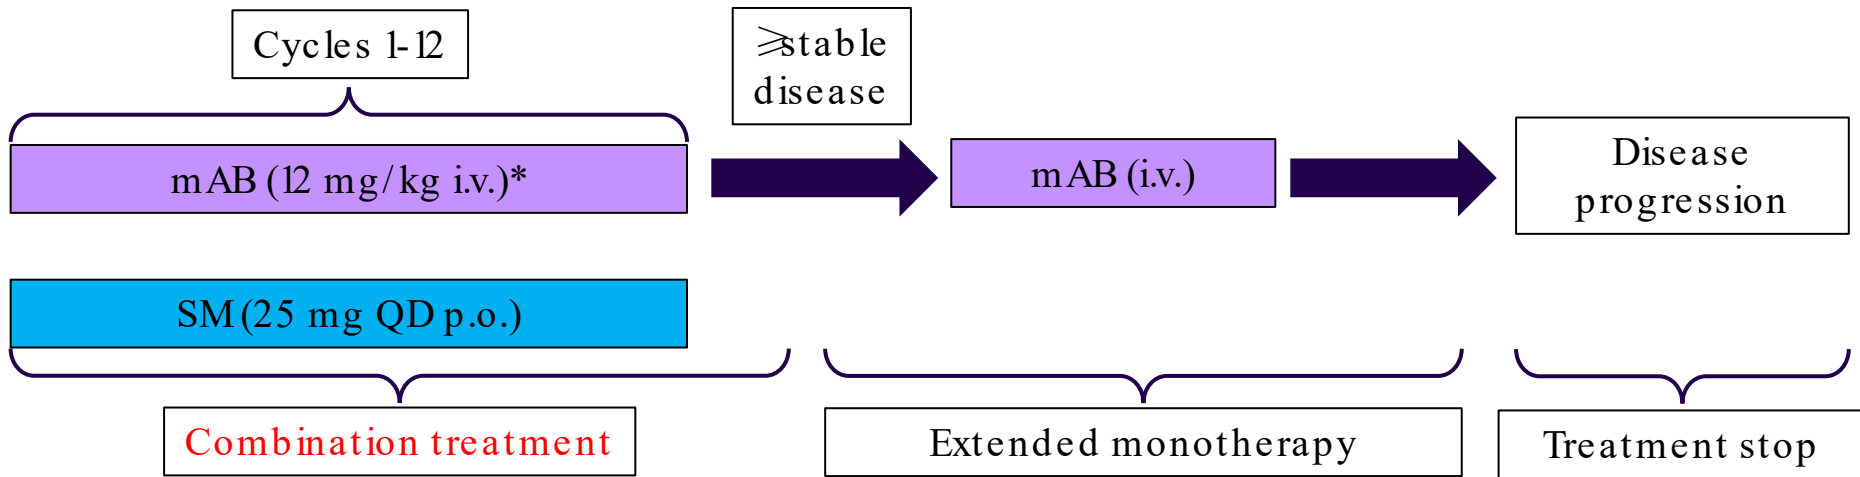 Cycles 1-12
⩾stable
disease
mAB (12 mg/kg i.v.)*
mAB (i.v.)
Disease
progression
SM (25 mg QD p.o.)
Combination treatment
Extended monotherapy
Treatment stop